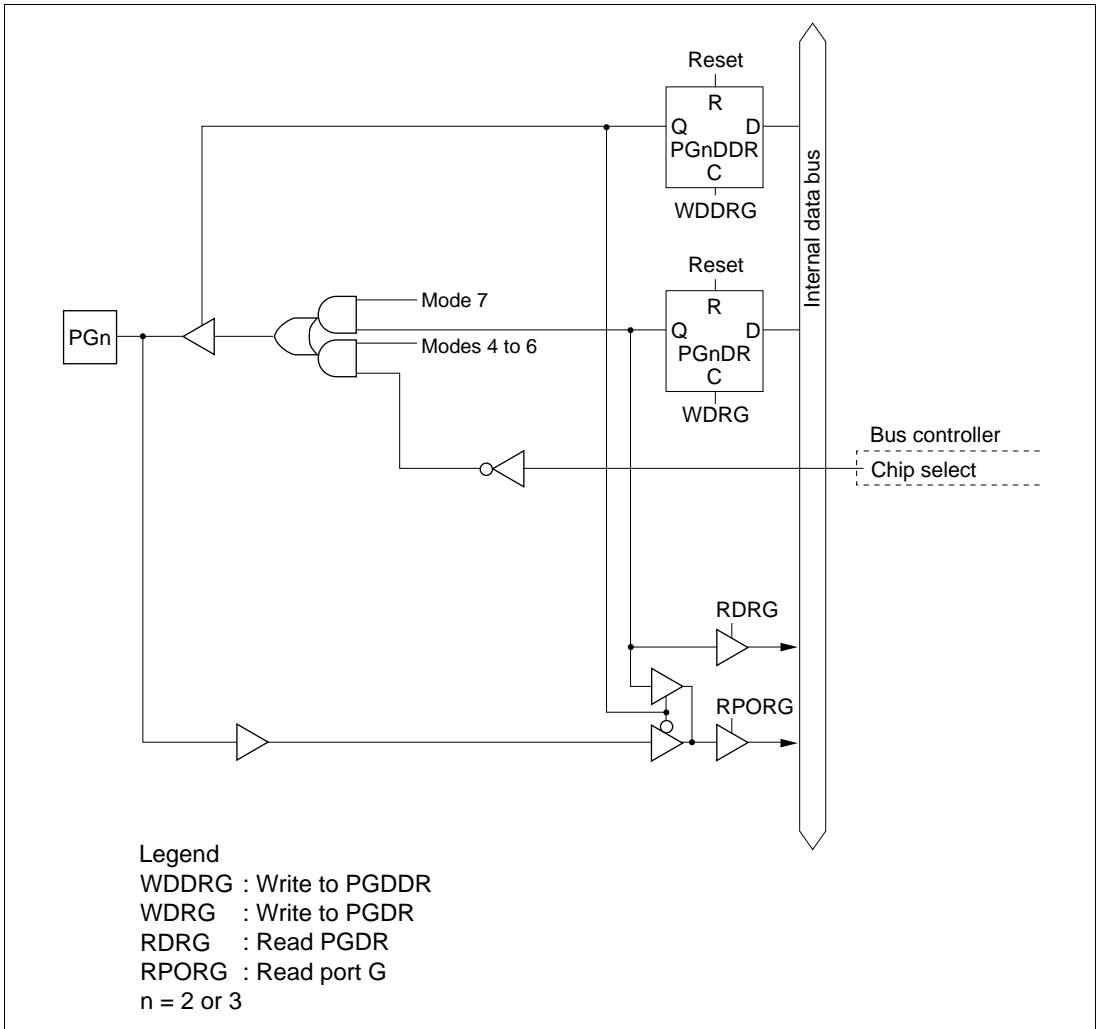 Reset
R
Q D
PGnDDR
C
WDDRG
Internal data bus
Reset
R
Q D
PGnDR
C
WDRG
Mode 7
PGn
Modes 4 to 6
Bus controller
Chip select
RDRG
RPORG
Legend
WDDRG : Write to PGDDR
WDRG : Write to PGDR
RDRG : Read PGDR
RPORG : Read port G
n = 2 or 3